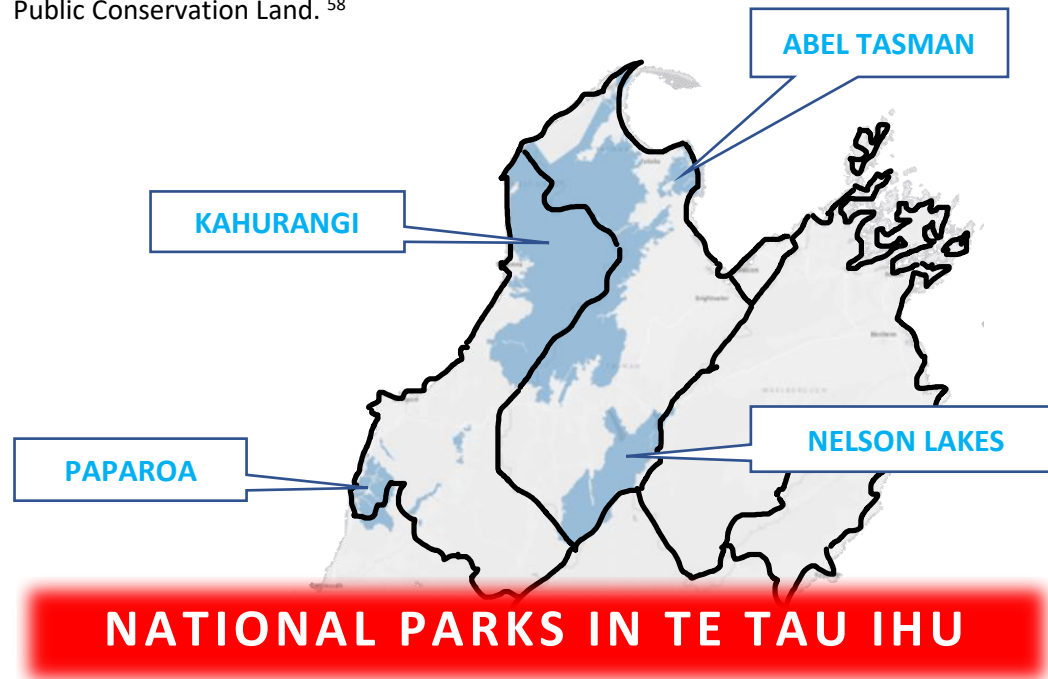 Public Conservation Land. 58
ABEL TASMAN
KAHURANGI
NELSON LAKES
PAPAROA
NATIONAL PARKS IN TE TAU IHU